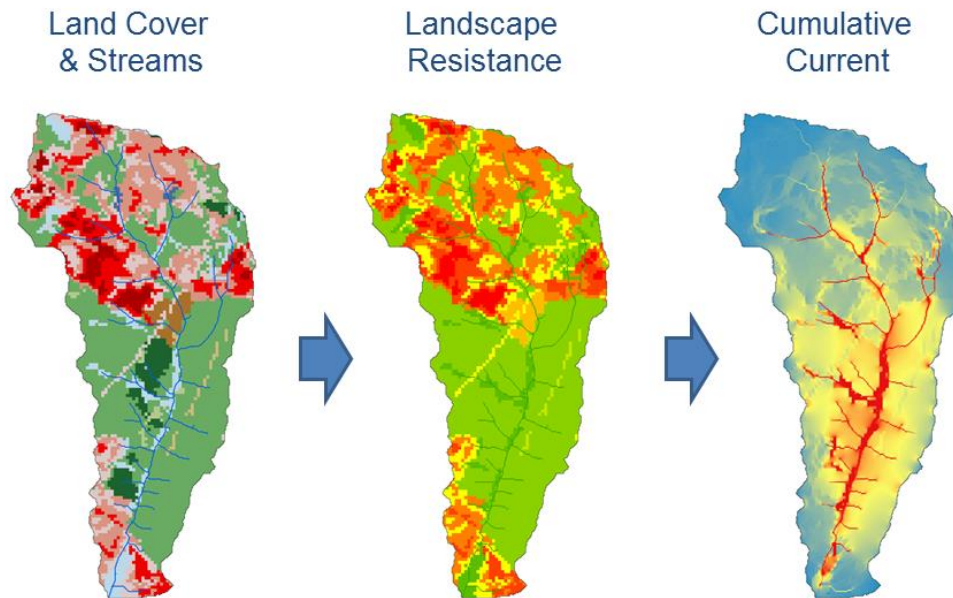 Land Cover
& Streams
Landscape
Resistance
Cumulative
Current